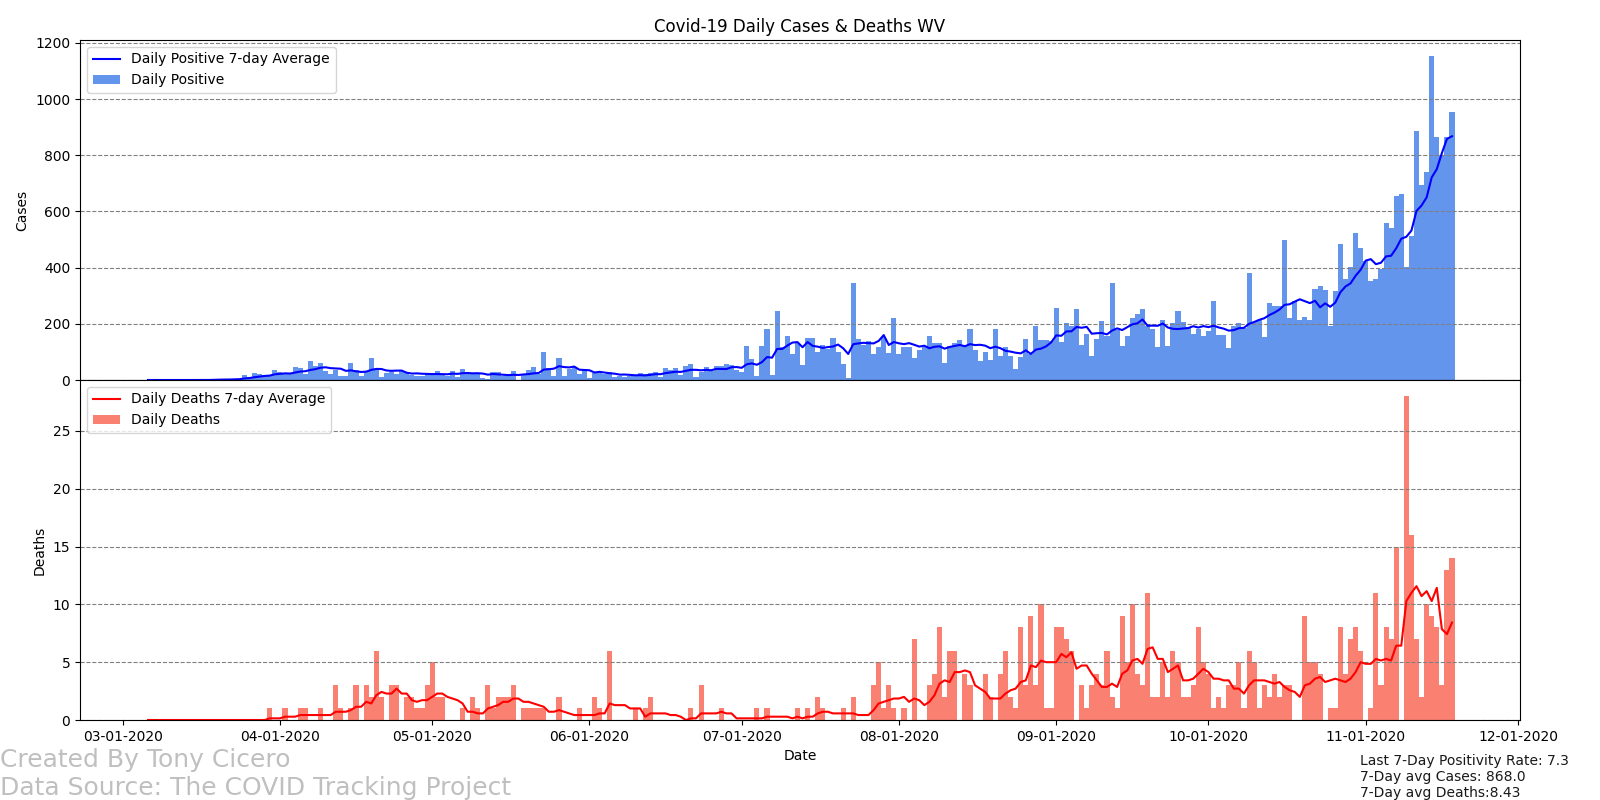 Covid-19 Daily Cases & Deaths WV
1200
1000
800
600
400
200
0
Cases
Daily Positive 7-day Average
Daily Positive
25
20
15
10
5
0
Deaths
Daily Deaths 7-day Average
Daily Deaths
03-01-2020
04-01-2020
05-01-2020
06-01-2020
07-01-2020
08-01-2020
09-01-2020
10-01-2020
11-01-2020
12-01-2020
Date
Created By Tony Cicero
Data Source: The COVID Tracking Project
Last 7-Day Positivity Rate: 7.3
7-Day avg Cases: 868.0
7-Day avg Deaths:8.43